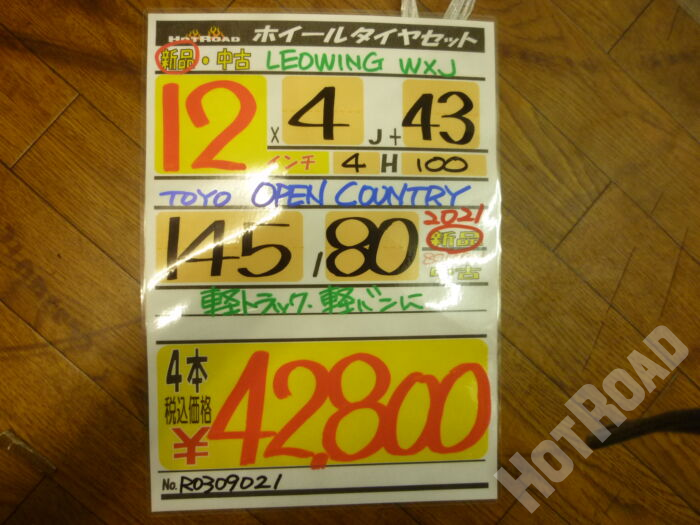 HOTROAD ホイールタイヤセット
新品・中古 LEOWING WXJ
12 × 4 J+ 43
インチ 4 H 100
TOYO OPEN COUNTRY
145 / 80 2021
新品
中古
軽トラック・軽バンに
4本
税込価格
¥42,800
No. R0309021
HOTROAD